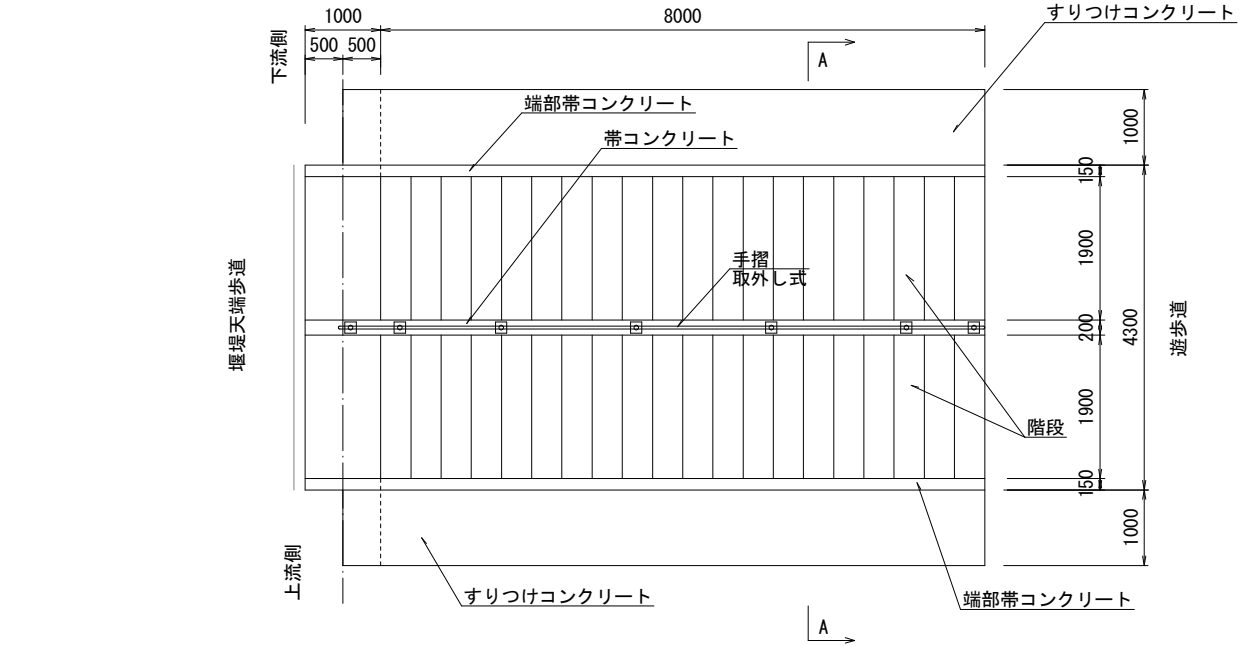 1000
8000
すりつけコンクリート
500
500
下流側
A
端部帯コンクリート
帯コンクリート
1000
150
1900
手摺
取外し式
堰堤天端歩道
200
4300
遊歩道
1900
階段
150
1000
上流側
すりつけコンクリート
端部帯コンクリート
A